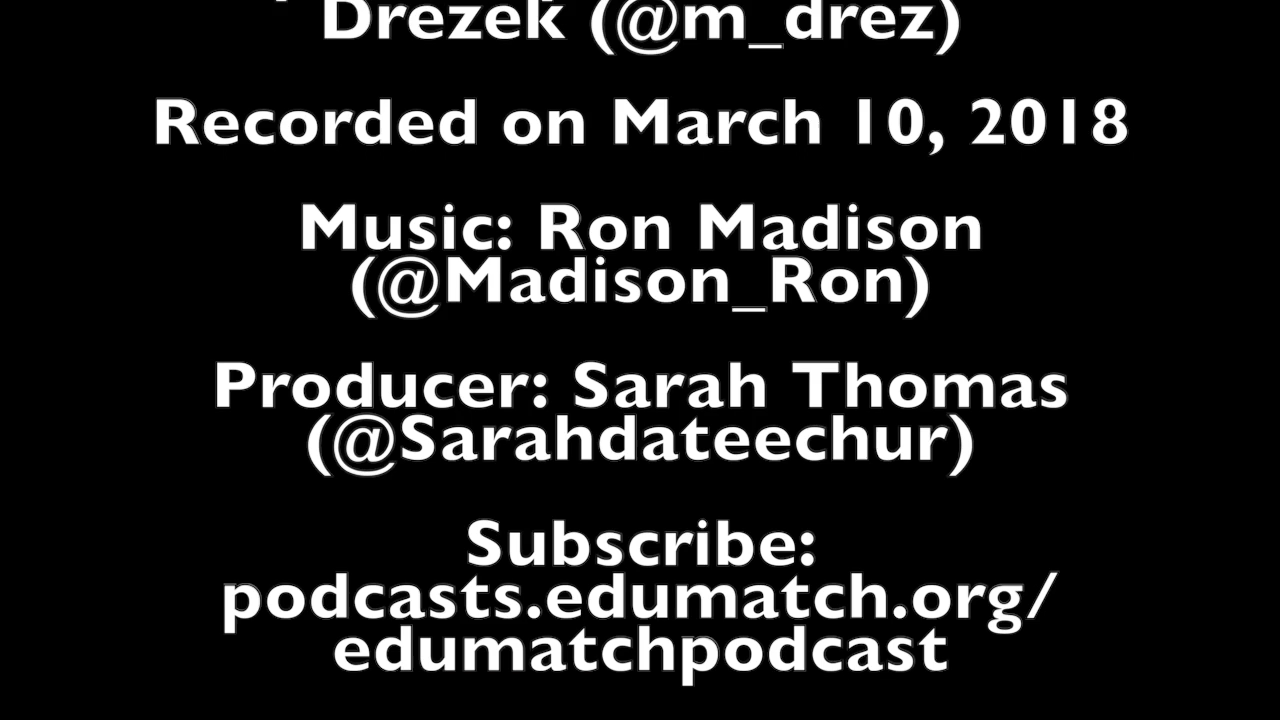 Drezek (@m_drez)
Recorded on March 10, 2018
Music: Ron Madison
(@Madison_Ron)
Producer: Sarah Thomas
(@Sarahdateechur)
Subscribe:
podcasts.edumatch.org/
edumatchpodcast